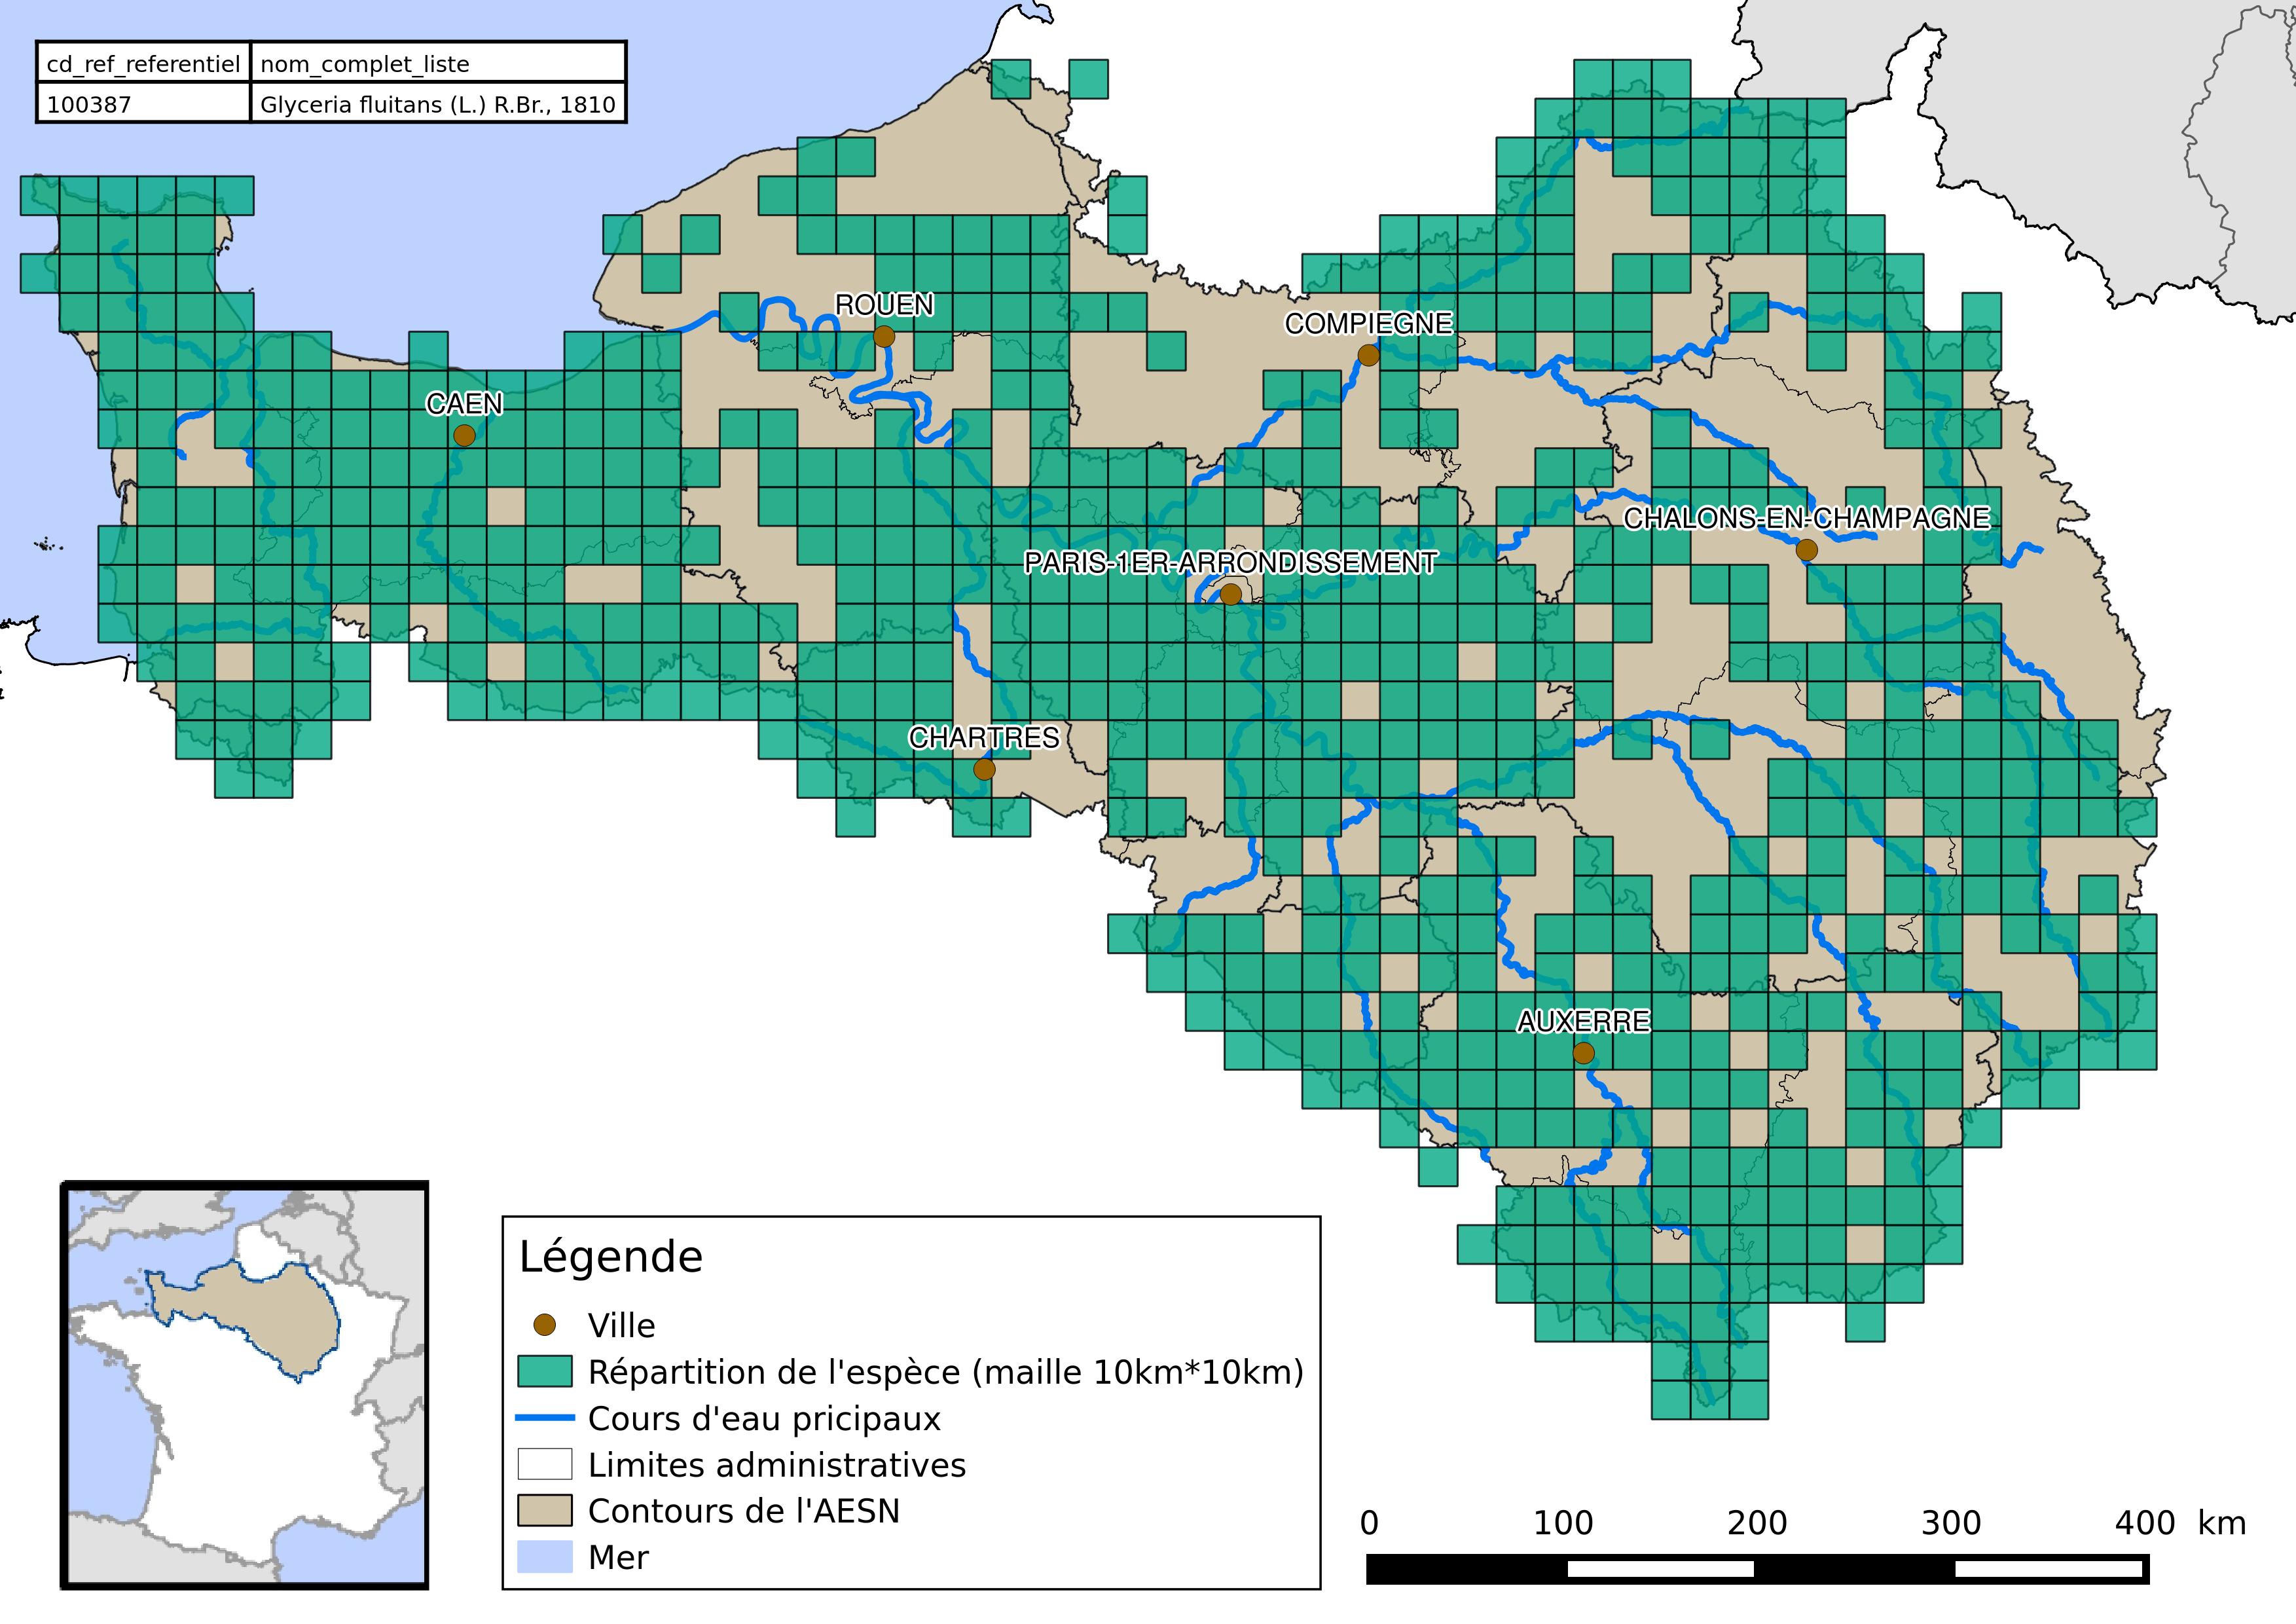 cd_ref_referentiel nom_complet_liste
100387 Glyceria fluitans (L.) R.Br., 1810
ROUEN
COMPIEGNE
CAEN
CHALONS-EN-CHAMPAGNE
PARIS-1ER-ARRONDISSEMENT
CHARTRES
AUXERRE
Légende
Ville
Répartition de l'espèce (maille 10km*10km)
Cours d'eau pricipaux
Limites administratives
Contours de l'AESN
Mer
0 100 200 300 400 km